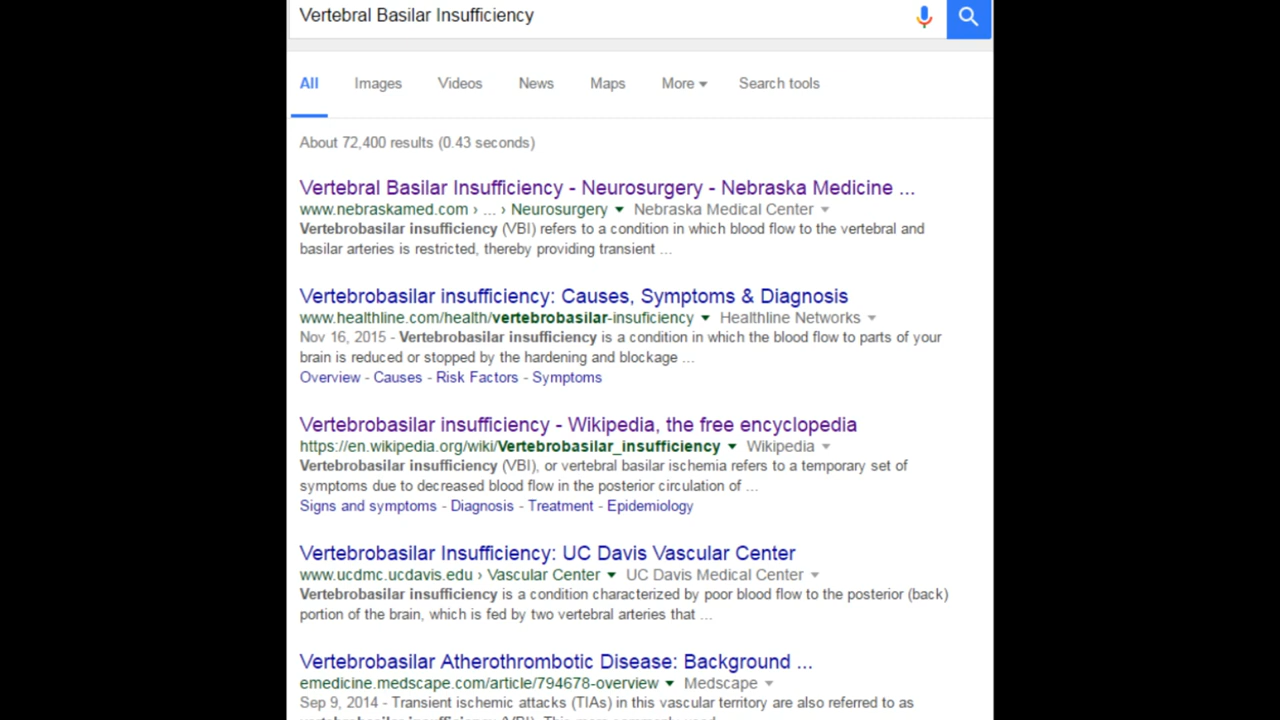 Vertebral Basilar Insufficiency
All Images Videos News Maps More Search tools
About 72,400 results (0.43 seconds)
Vertebral Basilar Insufficiency - Neurosurgery - Nebraska Medicine ...
www.nebraskamed.com › ... › Neurosurgery Nebraska Medical Center
Vertebrobasilar insufficiency (VBI) refers to a condition in which blood flow to the vertebral and
basilar arteries is restricted, thereby providing transient ...
Vertebrobasilar insufficiency: Causes, Symptoms & Diagnosis
www.healthline.com/health/vertebrobasilar-insuficiency Healthline Networks
Nov 16, 2015 - Vertebrobasilar insufficiency is a condition in which the blood flow to parts of your
brain is reduced or stopped by the hardening and blockage ...
Overview - Causes - Risk Factors - Symptoms
Vertebrobasilar insufficiency - Wikipedia, the free encyclopedia
https://en.wikipedia.org/wiki/Vertebrobasilar_insufficiency Wikipedia
Vertebrobasilar insufficiency (VBI), or vertebral basilar ischemia refers to a temporary set of
symptoms due to decreased blood flow in the posterior circulation of ...
Signs and symptoms - Diagnosis - Treatment - Epidemiology
Vertebrobasilar Insufficiency: UC Davis Vascular Center
www.ucdmc.ucdavis.edu › Vascular Center UC Davis Medical Center
Vertebrobasilar insufficiency is a condition characterized by poor blood flow to the posterior (back)
portion of the brain, which is fed by two vertebral arteries that ...
Vertebrobasilar Atherothrombotic Disease: Background ...
emedicine.medscape.com/article/794678-overview Medscape
Sep 9, 2014 - Transient ischemic attacks (TIAs) in this vascular territory are also referred to as